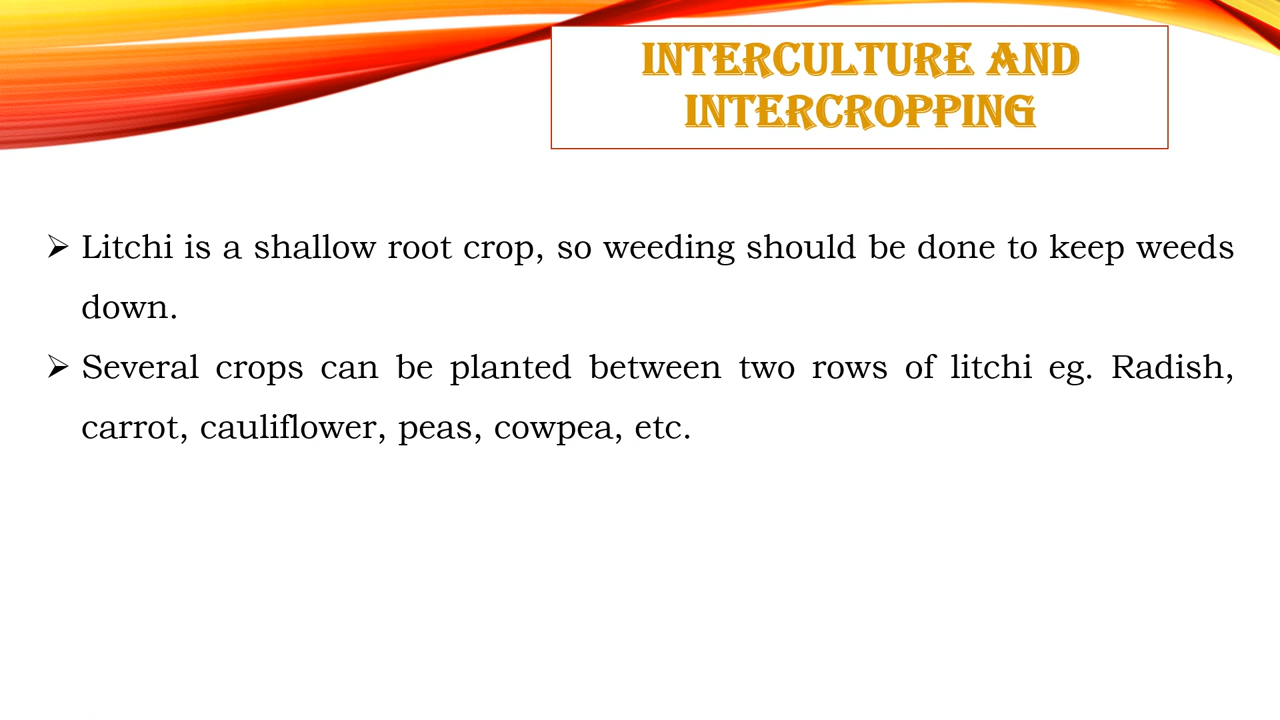 INTERCULTURE AND
INTERCROPPING
➢ Litchi is a shallow root crop, so weeding should be done to keep weeds
down.
➢ Several crops can be planted between two rows of litchi eg. Radish,
carrot, cauliflower, peas, cowpea, etc.